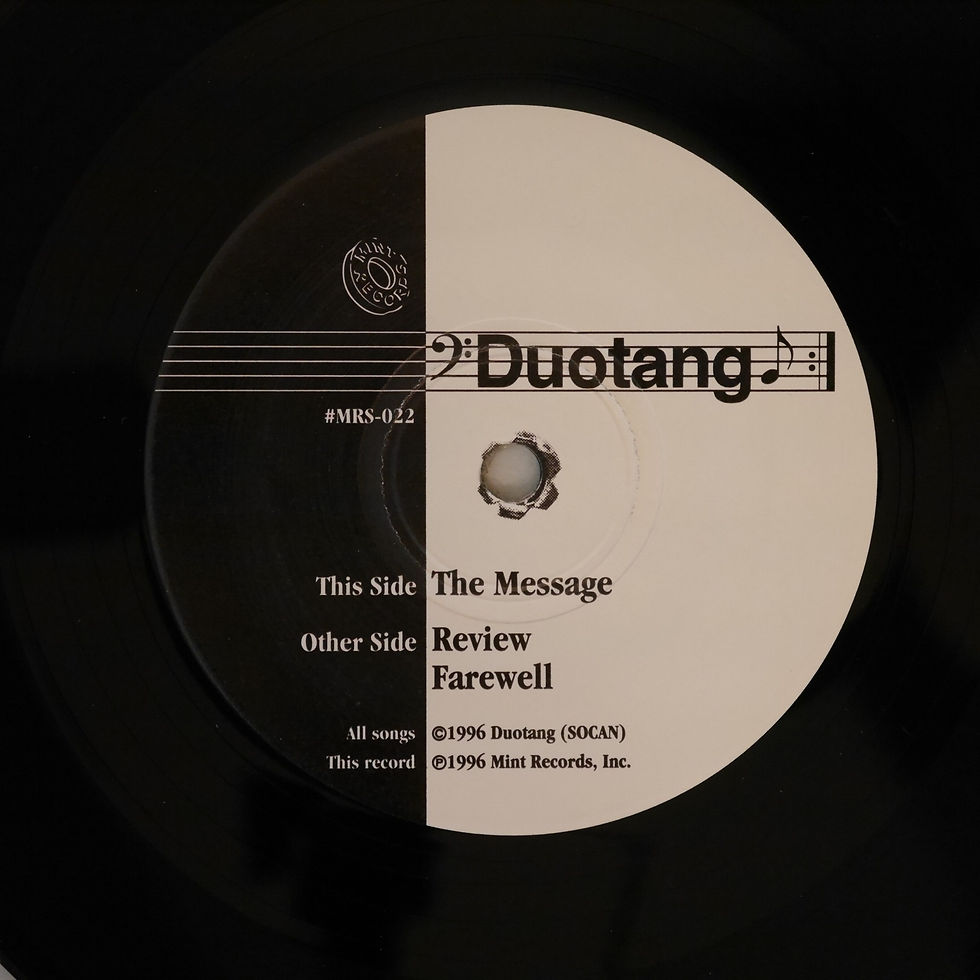 MINT RECORDS
Duotang
#MRS-022
This Side The Message
Other Side Review
Farewell
All songs ©1996 Duotang (SOCAN)
This record ℗1996 Mint Records, Inc.